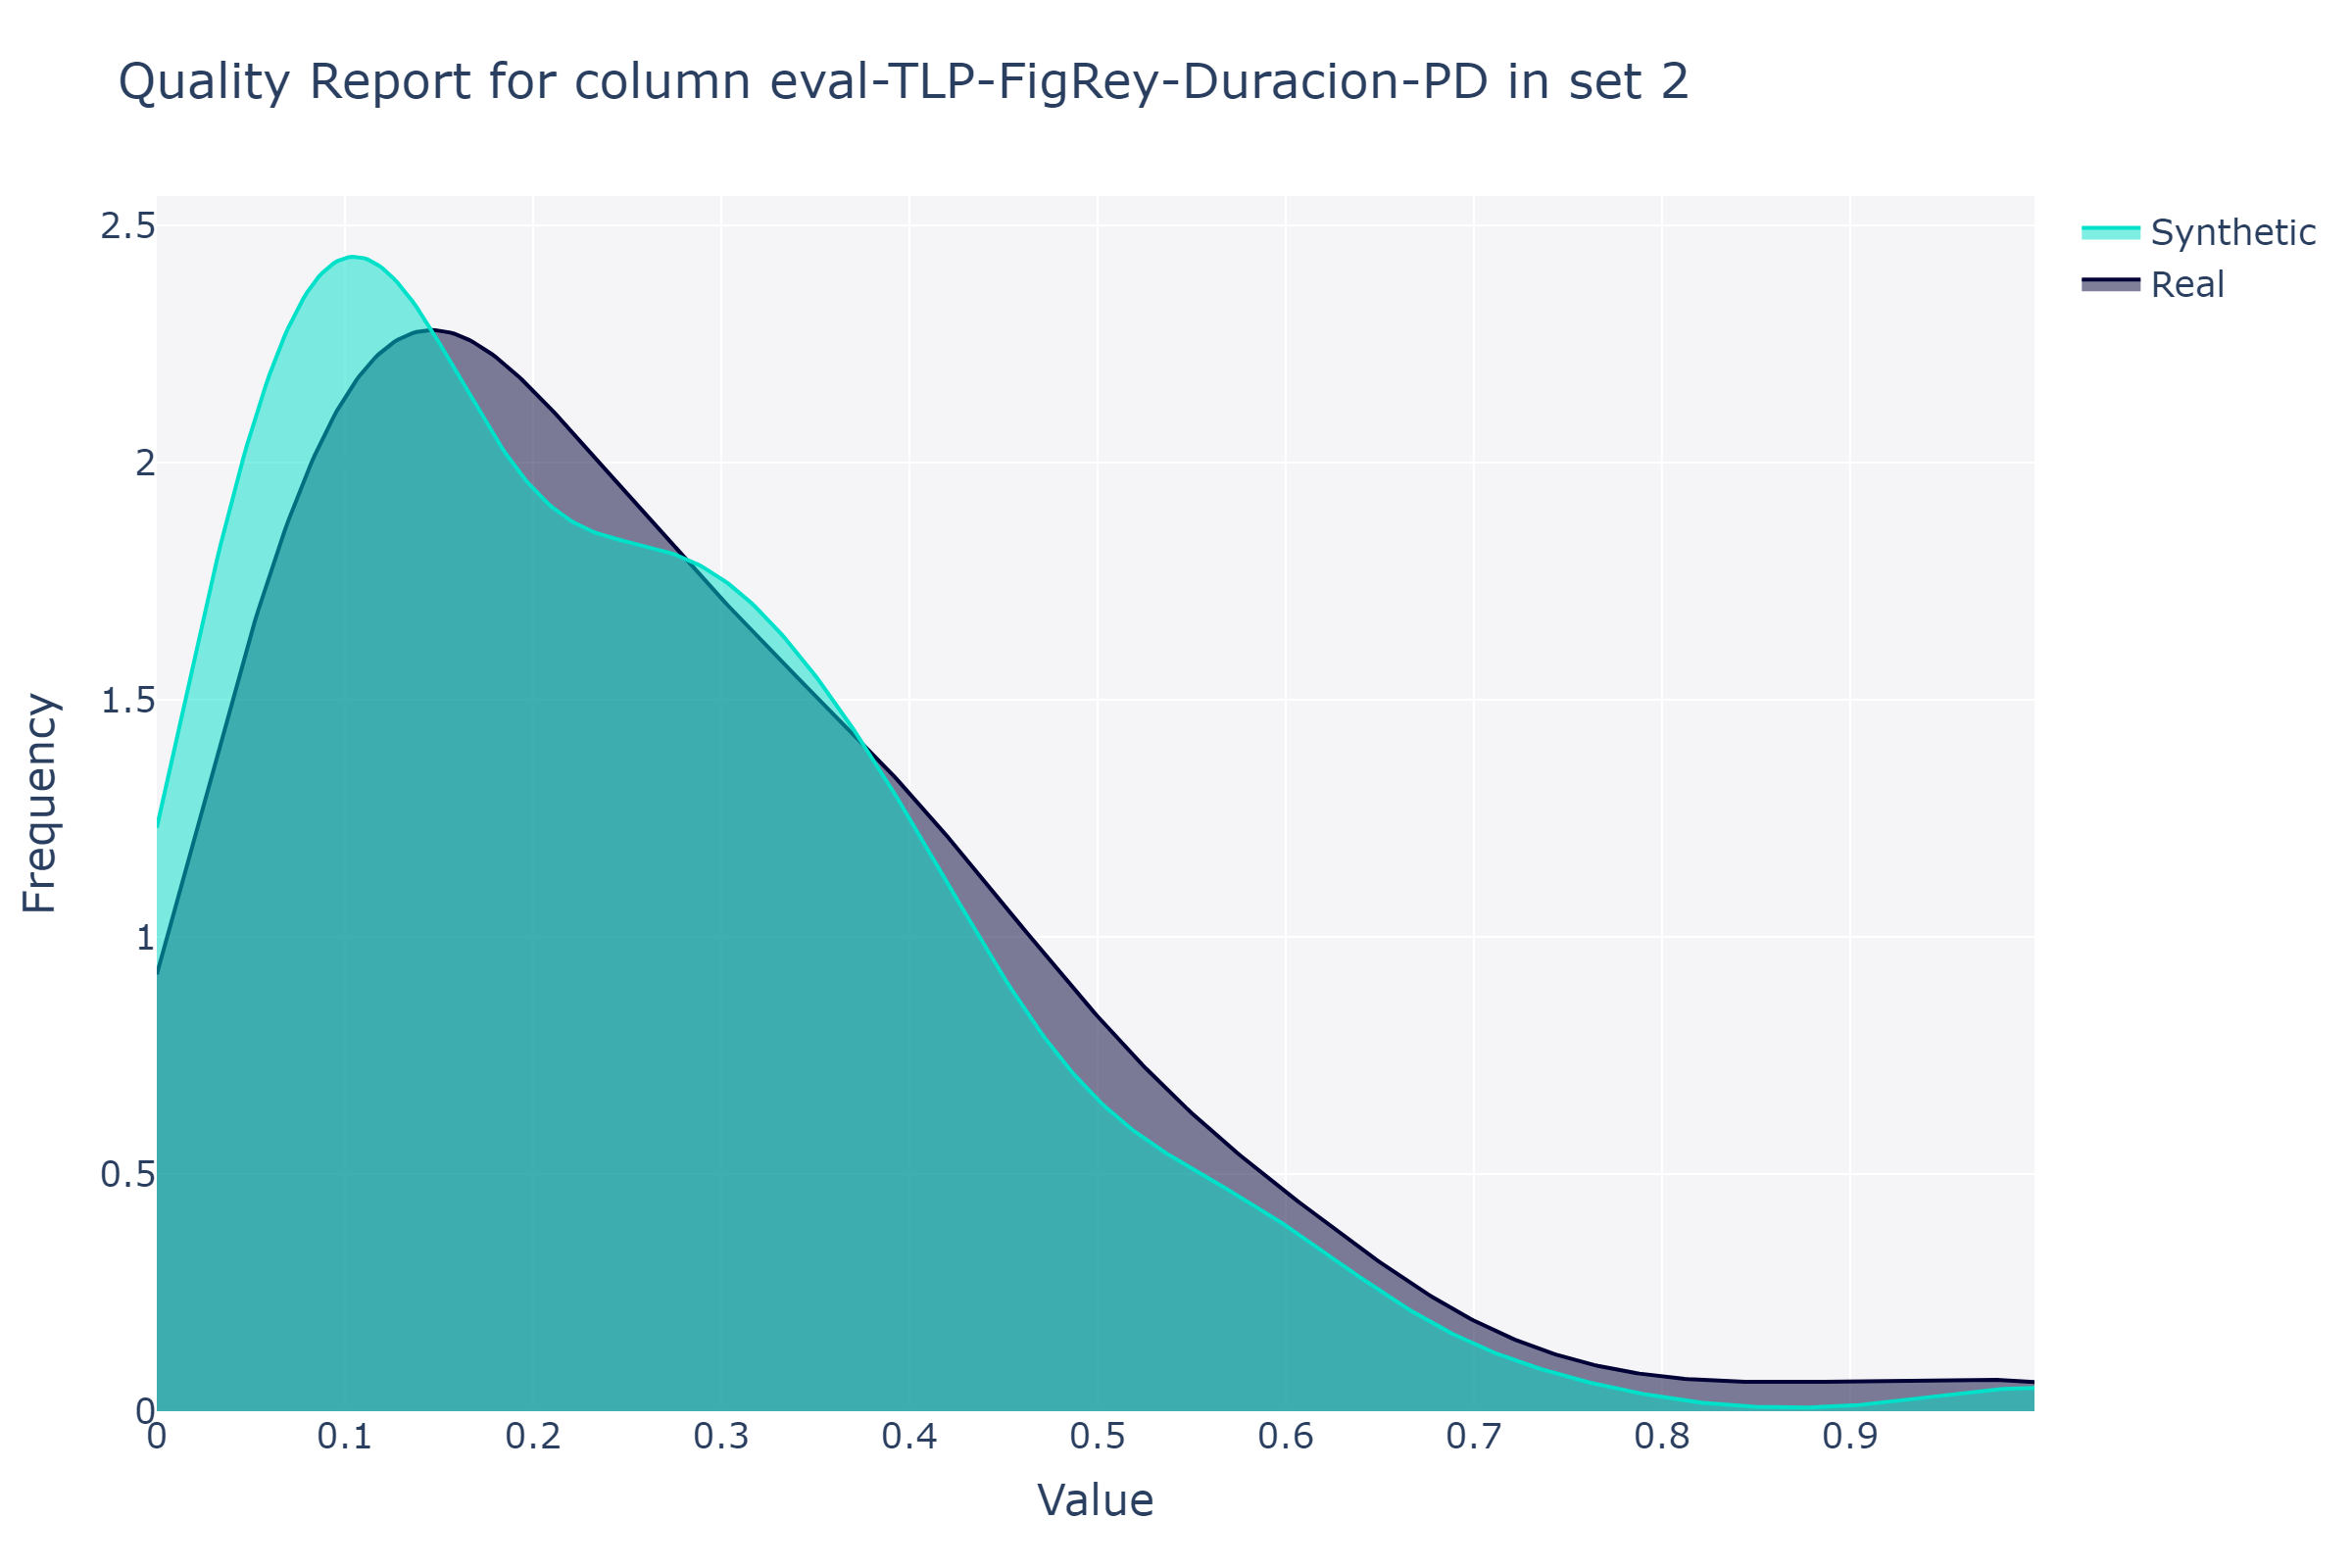 Quality Report for column eval-TLP-FigRey-Duracion-PD in set 2
Synthetic
Real
Frequency
2.5
2
1.5
1
0.5
0
0 0.1 0.2 0.3 0.4 0.5 0.6 0.7 0.8 0.9
Value